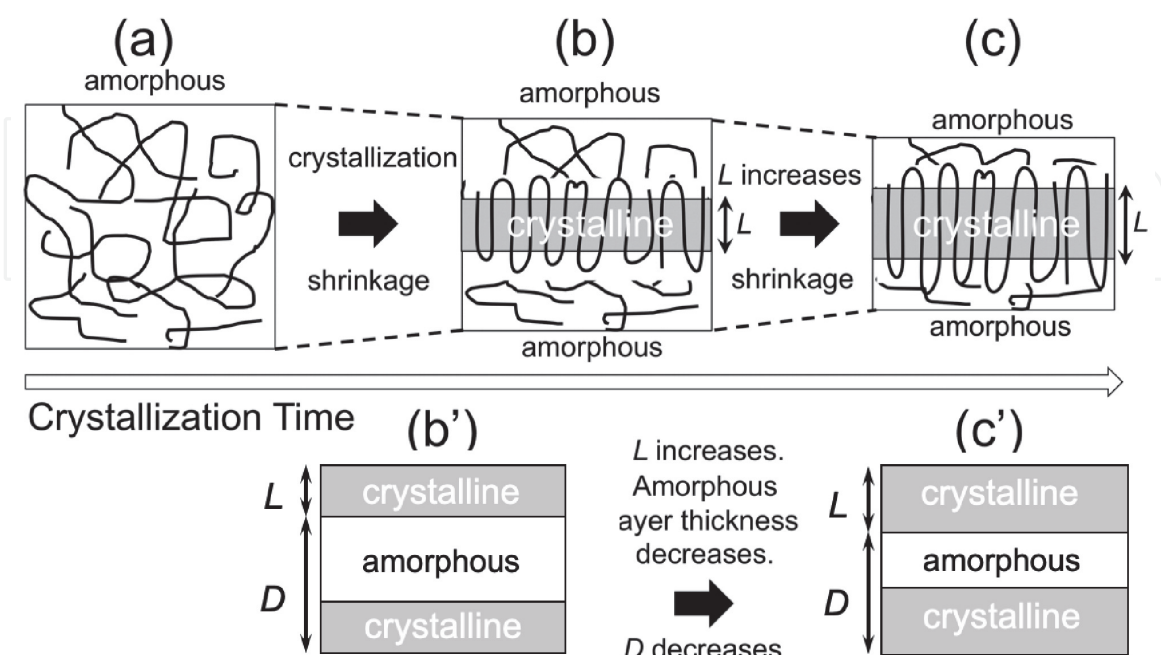 (a)
(b)
(c)
amorphous
amorphous
amorphous
crystallization
shrinkage
crystalline
L
L increases
shrinkage
crystalline
L
amorphous
amorphous
Crystallization Time
(b’)
(c’)
L
crystalline
amorphous
D
crystalline
L increases.
Amorphous
ayer thickness
decreases.
D decreases
L
crystalline
amorphous
D
crystalline